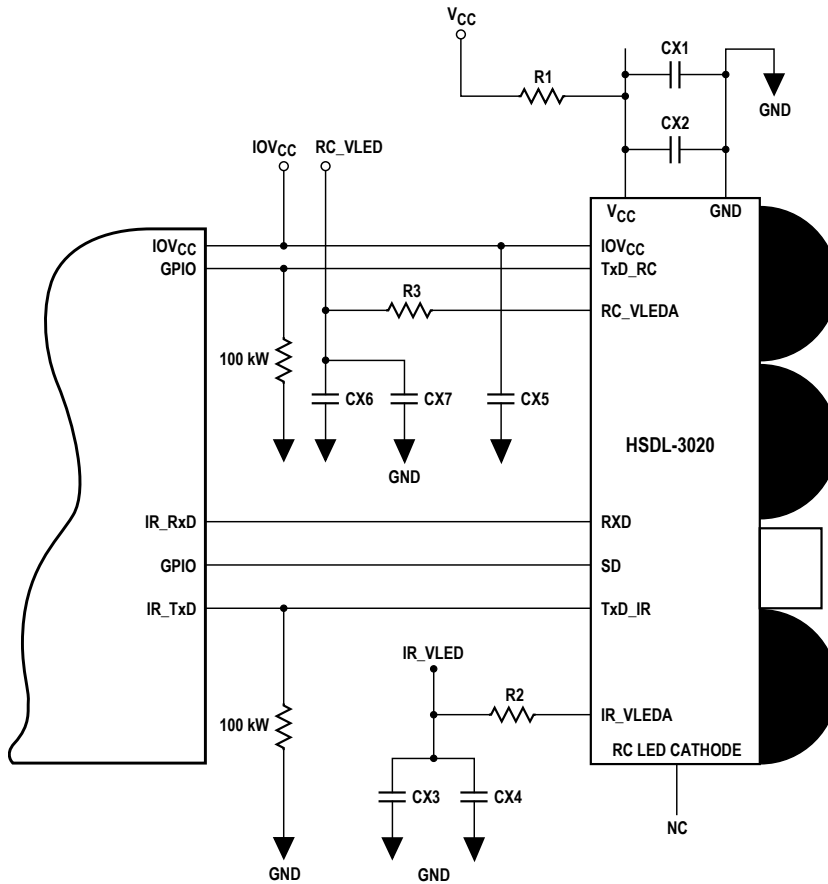 VCC
CX1
R1
GND
CX2
IOVCC RC_VLED
VCC GND
IOVCC IOVCC
GPIO TxD_RC
R3
RC_VLEDA
100 kW
CX6 CX7 CX5
GND
HSDL-3020
IR_RxD RXD
GPIO SD
IR_TxD TxD_IR
IR_VLED
R2
100 kW IR_VLEDA
RC LED CATHODE
CX3 CX4
NC
GND GND